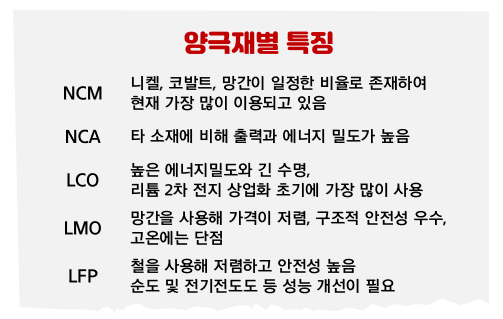 양극재별 특징
NCM
니켈, 코발트, 망간이 일정한 비율로 존재하여
현재 가장 많이 이용되고 있음
NCA
타 소재에 비해 출력과 에너지 밀도가 높음
LCO
높은 에너지밀도와 긴 수명,
리튬 2차 전지 상업화 초기에 가장 많이 사용
LMO
망간을 사용해 가격이 저렴, 구조적 안전성 우수,
고온에는 단점
LFP
철을 사용해 저렴하고 안전성 높음
순도 및 전기전도도 등 성능 개선이 필요